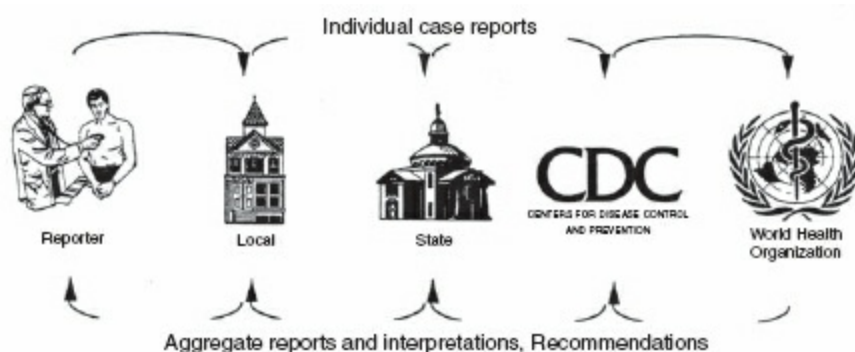 Individual case reports
CDC
CENTERS FOR DISEASE CONTROL
AND PREVENTION
Reporter
Local
State
World Health
Organization
Aggregate reports and interpretations, Recommendations